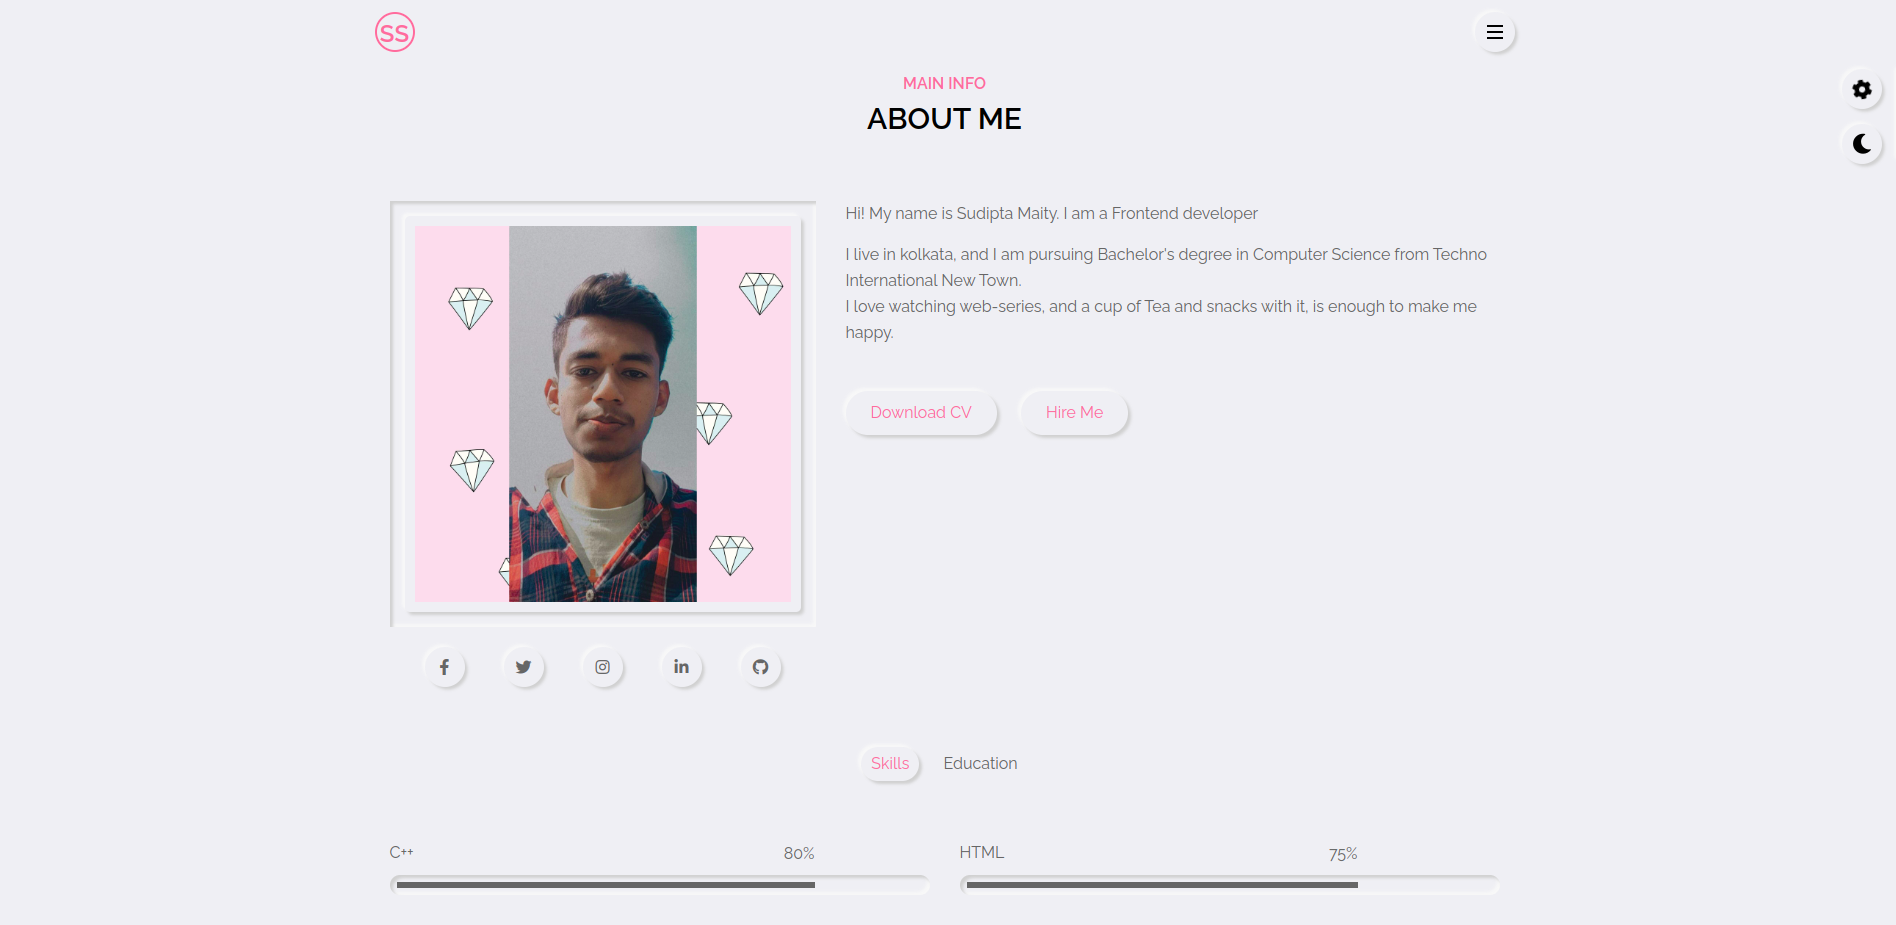 SS
MAIN INFO
ABOUT ME
Hi! My name is Sudipta Maity. I am a Frontend developer
I live in kolkata, and I am pursuing Bachelor's degree in Computer Science from Techno
International New Town.
I love watching web-series, and a cup of Tea and snacks with it, is enough to make me
happy.
Download CV Hire Me
Skills Education
C++ 80% HTML 75%